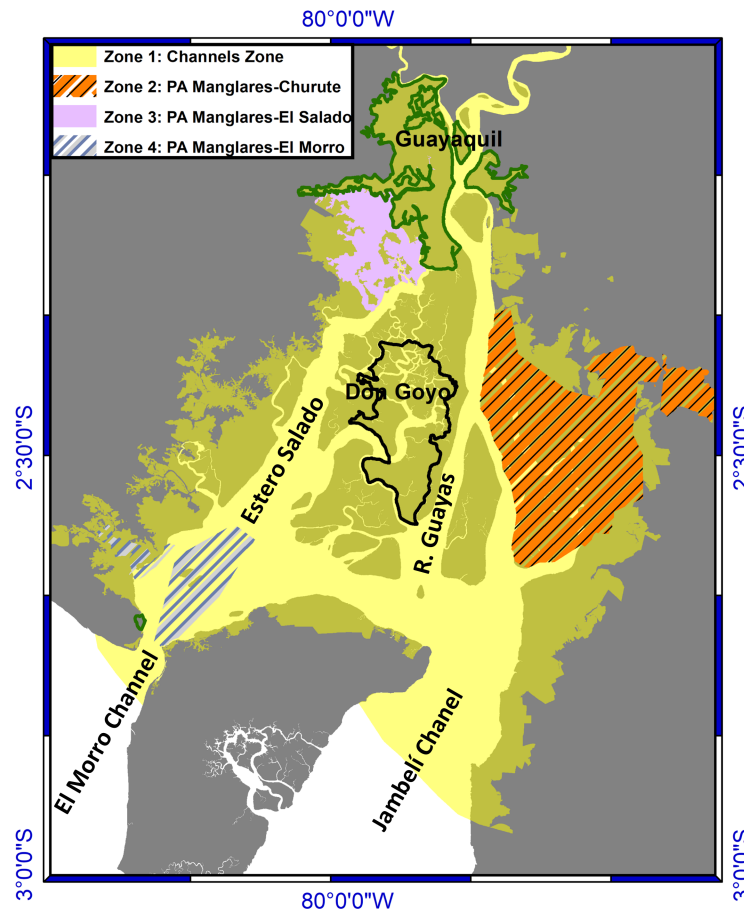 80°0'0"W
Zone 1: Channels Zone
Zone 2: PA Manglares-Churute
Zone 3: PA Manglares-El Salado
Zone 4: PA Manglares-El Morro
Guayaquil
Don Goyo
Estero Salado
R. Guayas
2°30'0"S
2°30'0"S
El Morro Channel
Jambelí Chanel
3°0'0"S
3°0'0"S
80°0'0"W